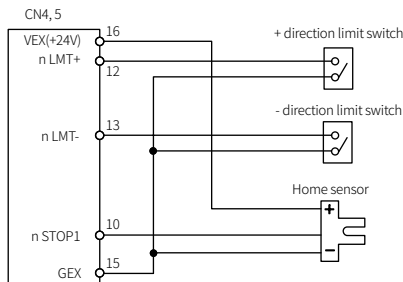 CN4, 5
VEX(+24V)
16
n LMT+
12
n LMT-
13
n STOP1
10
GEX
15
+ direction limit switch
- direction limit switch
Home sensor
+
-